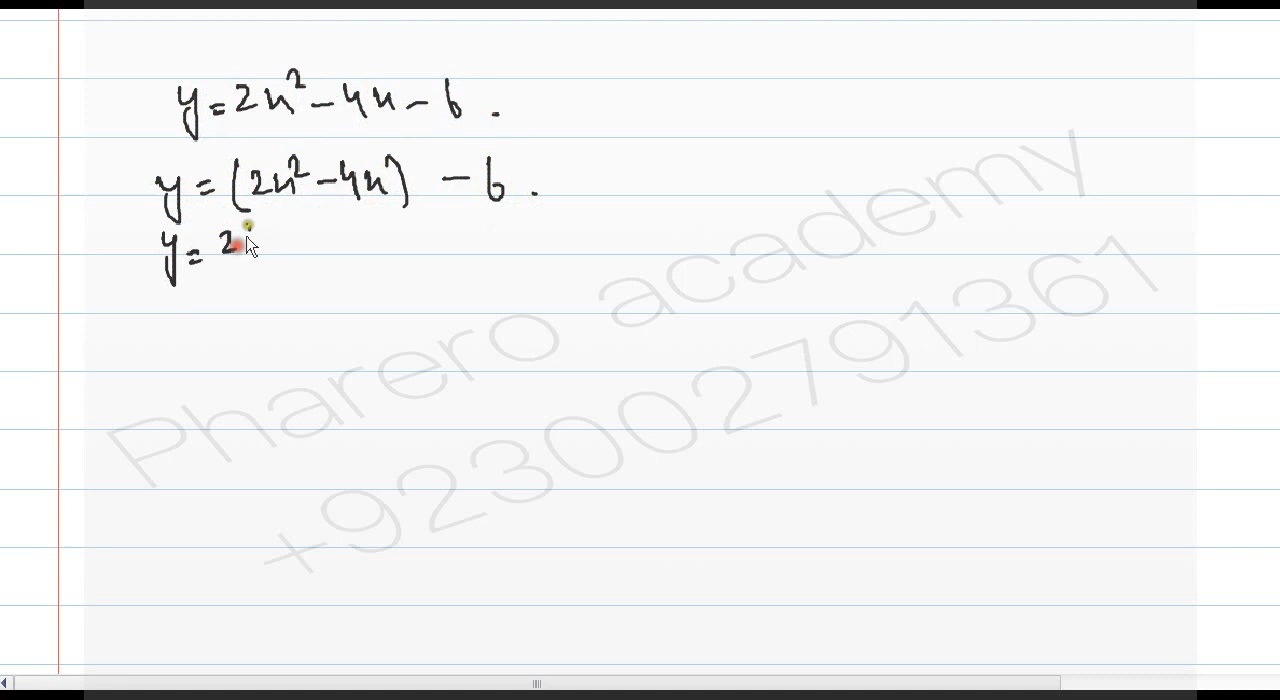 y = 2x² - 4x - 6 .
y = (2x² - 4x) - 6 .
y = 2
Pharero academy
+923002791361